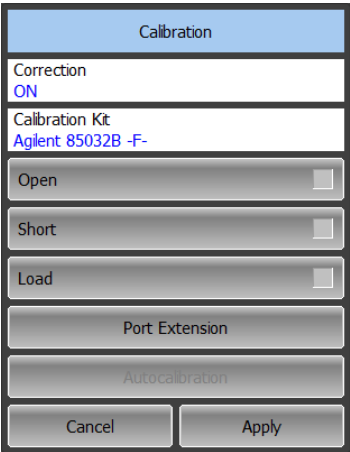 Calibration
Correction
ON
Calibration Kit
Agilent 85032B -F-
Open
Short
Load
Port Extension
Autocalibration
Cancel
Apply